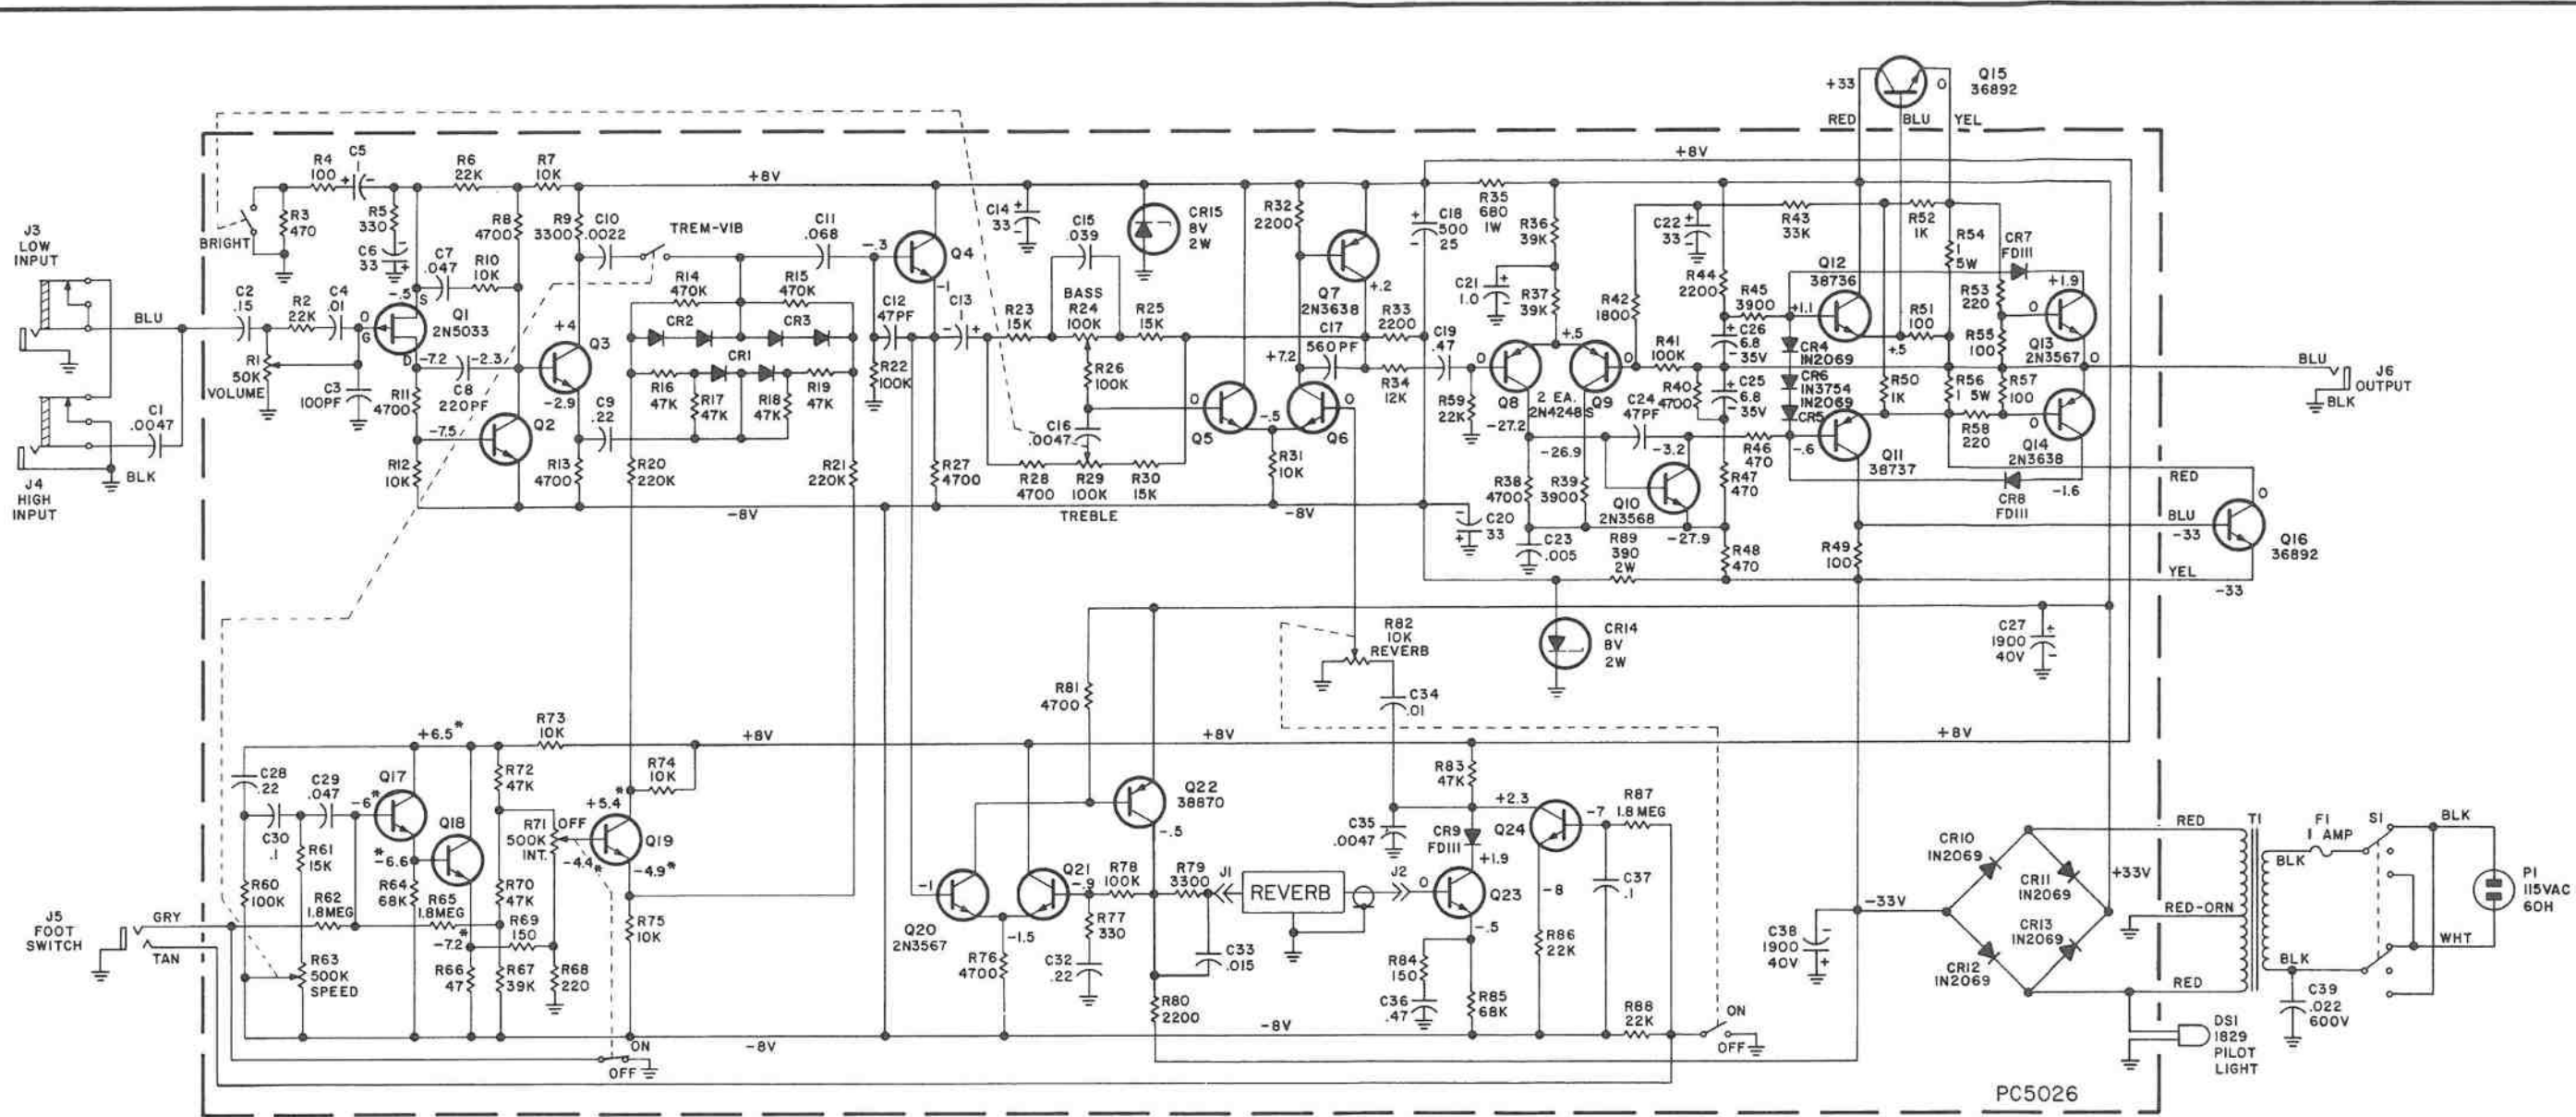 Q15
36892
+33
0
RED
BLU
YEL
+8V
R4
100
C5
1
+
-
R6
22K
R7
10K
+8V
R3
470
BRIGHT
R5
330
C6
33
R8
4700
R9
3300
C10
.0022
TREM-VIB
C11
.068
-.3
Q4
-1
C14
33
C15
.039
CR15
8V
2W
R32
2200
C18
500
25
R35
680
1W
R36
39K
C22
33
R43
33K
R52
1K
R54
1
5W
CR7
FD111
J3
LOW
INPUT
C7
.047
R10
10K
R14
470K
R15
470K
Q7
2N3638
+.2
C21
1.0
R37
39K
R42
1800
R44
2200
R45
3900
Q12
38736
+1.1
R53
220
+1.9
BLU
C2
.15
R2
22K
C4
.01
0
G
-.5
S
Q1
2N5033
D
-7.2
-2.3
+4
Q3
CR2
CR3
CR1
C12
47PF
C13
R23
15K
BASS
R24
100K
R25
15K
C17
560PF
+7.2
R33
2200
C19
.47
+.5
R41
100K
C26
6.8
35V
CR4
1N2069
R51
100
+.5
R55
100
0
Q13
2N3567
0
BLU
J6
OUTPUT
BLK
R1
50K
VOLUME
C3
100PF
R11
4700
C8
220PF
-2.9
R16
47K
R17
47K
R18
47K
R19
47K
R22
100K
R26
100K
R34
12K
R59
22K
Q8
2 EA.
2N4248S
Q9
0
R40
4700
C25
6.8
35V
CR6
1N3754
1N2069
CR5
R50
1K
R56
1 5W
R57
100
C1
.0047
-7.5
Q2
C9
.22
C16
.0047
0
Q5
-.5
0
Q6
-27.2
C24
47PF
-26.9
-3.2
R46
470
-.6
Q11
38737
R58
220
0
Q14
2N3638
BLK
J4
HIGH
INPUT
R12
10K
R13
4700
R20
220K
R21
220K
R27
4700
R28
4700
R29
100K
R30
15K
R31
10K
TREBLE
-8V
-8V
C20
33
R38
4700
R39
3900
Q10
2N3568
R47
470
CR8
FD111
-1.6
RED
0
BLU
-33
Q16
36892
C23
.005
R89
390
2W
-27.9
R48
470
R49
100
YEL
-33
R82
10K
REVERB
CR14
8V
2W
C27
1900
40V
R81
4700
C34
.01
+6.5*
R73
10K
+8V
+8V
+8V
C28
.22
C29
.047
-6*
Q17
R72
47K
R74
10K
Q22
38870
R83
47K
+2.3
-7
R87
1.8MEG
C30
.1
R61
15K
*
-6.6
Q18
R71
500K
INT.
OFF
*
+5.4
Q19
-4.4*
-4.9*
-.5
C35
.0047
CR9
FD111
Q24
+1.9
CR10
1N2069
CR11
1N2069
+33V
RED
T1
F1
1 AMP
S1
BLK
BLK
P1
115VAC
60H
R60
100K
R62
1.8MEG
R64
68K
R65
1.8MEG
R70
47K
R69
150
-1
Q20
2N3567
Q21
-.9
R78
100K
R79
3300
J1
REVERB
J2
0
Q23
-8
C37
.1
J5
FOOT
SWITCH
GRY
TAN
*
-7.2
R75
10K
-1.5
R77
330
-.5
-33V
RED-ORN
CR13
1N2069
WHT
R63
500K
SPEED
R66
47
R67
39K
R68
220
R76
4700
C32
.22
C33
.015
R84
150
R86
22K
C38
1900
40V
CR12
1N2069
RED
BLK
C39
.022
600V
R80
2200
C36
.47
R85
68K
R88
22K
ON
OFF
-8V
-8V
ON
OFF
DS1
1829
PILOT
LIGHT
PC5026